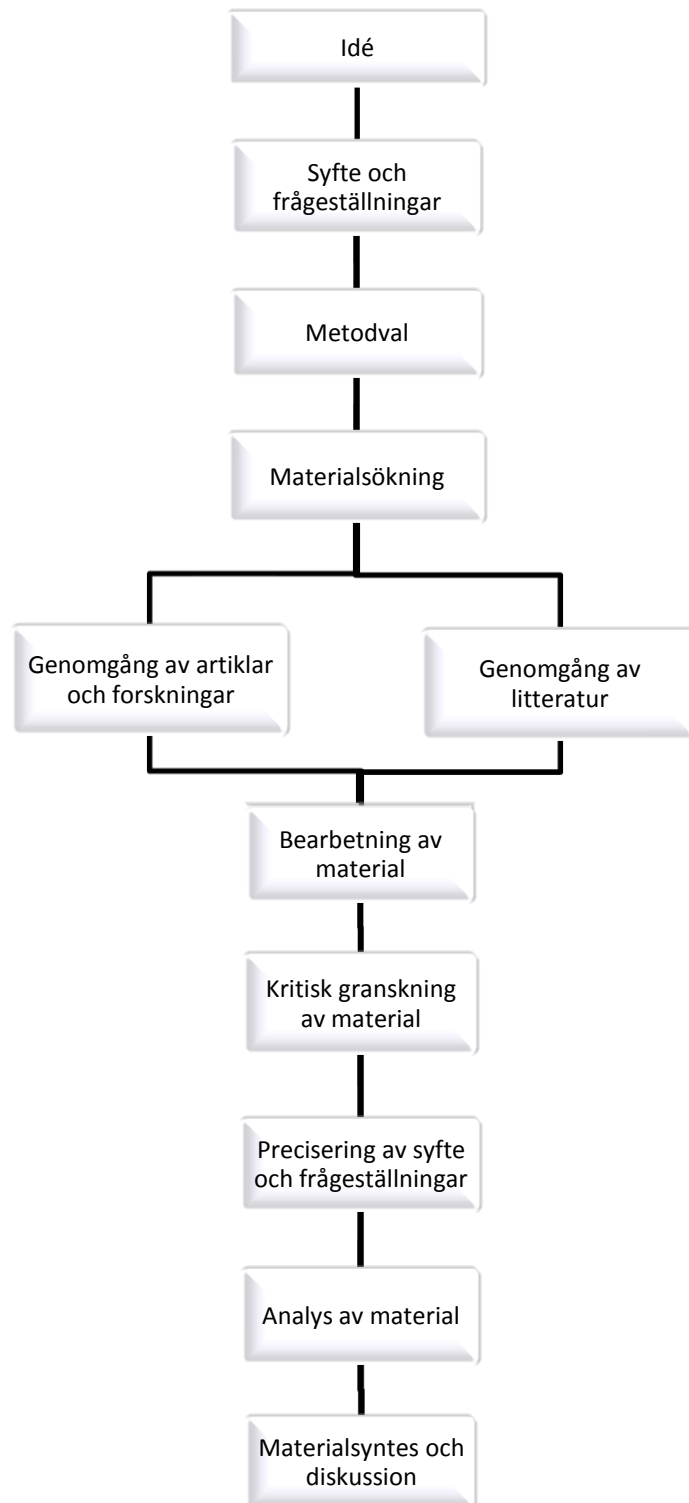 Idé
Syfte och
frågeställningar
Metodval
Materialsökning
Genomgång av artiklar
och forskningar
Genomgång av
litteratur
Bearbetning av
material
Kritisk granskning
av material
Precisering av syfte
och frågeställningar
Analys av material
Materialsyntes och
diskussion